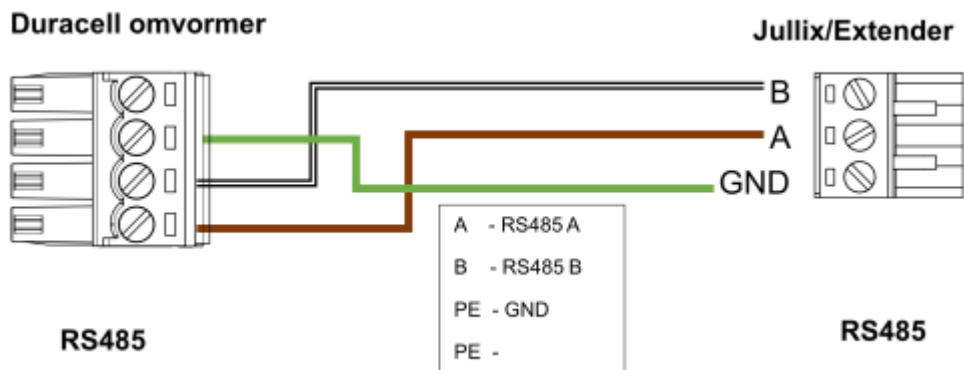 Duracell omvormer
Jullix/Extender
B
A
GND
A - RS485 A
B - RS485 B
PE - GND
PE -
RS485
RS485